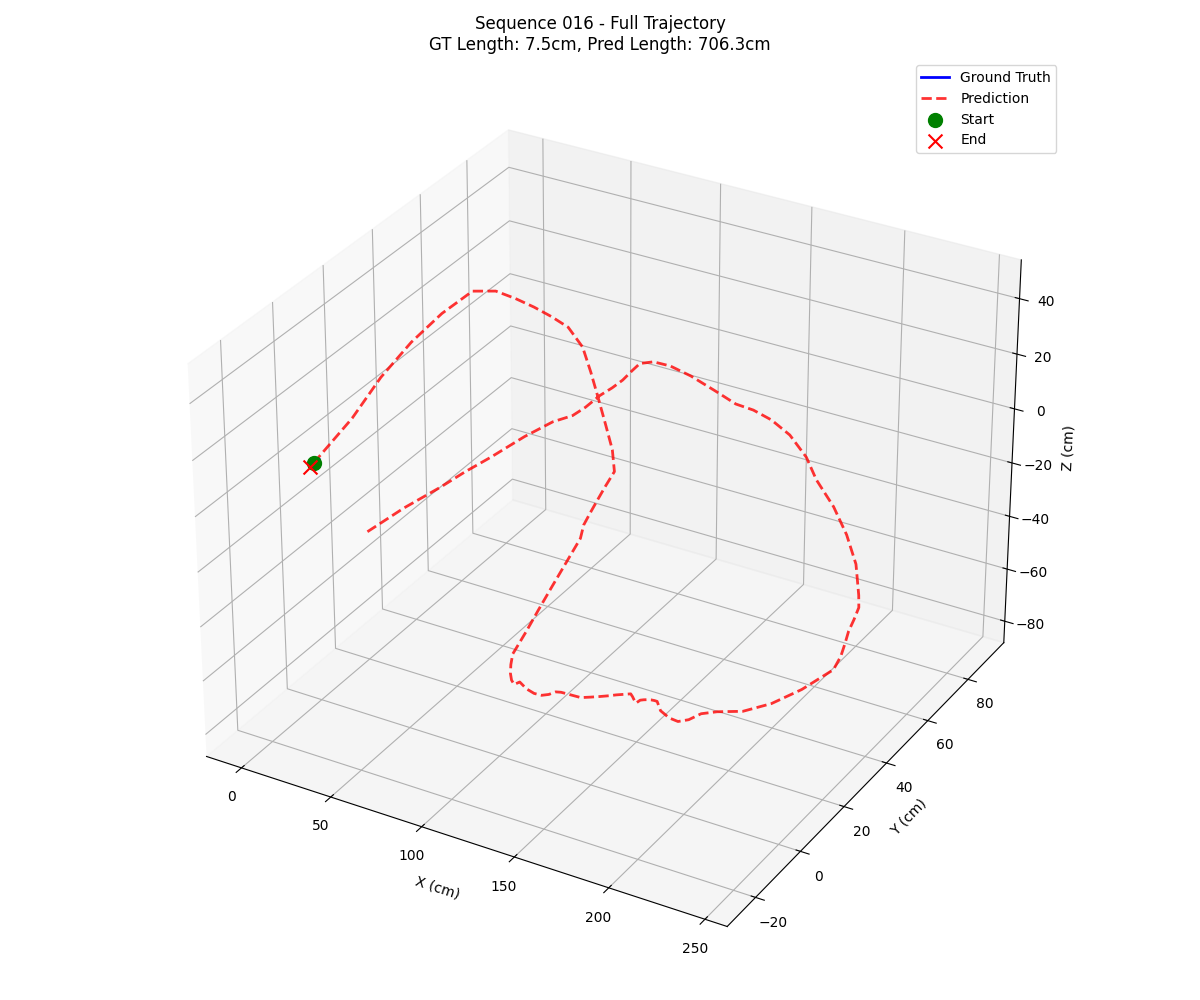 Sequence 016 - Full Trajectory
GT Length: 7.5cm, Pred Length: 706.3cm
Ground Truth
Prediction
Start
End
40
20
0
−20
−40
−60
−80
Z (cm)
80
60
40
20
0
−20
Y (cm)
0
50
100
150
200
250
X (cm)